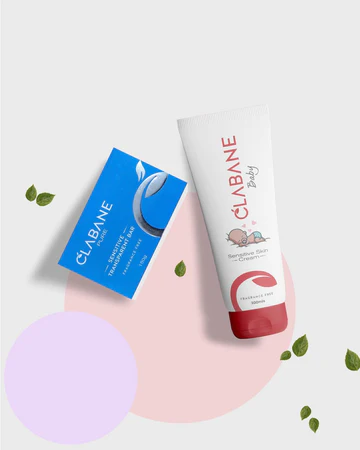 CLABANE
PURE
SENSITIVE
TRANSPARENT BAR
FRAGRANCE FREE
CLABANE
Baby
Sensitive Skin
Cream
FRAGRANCE FREE